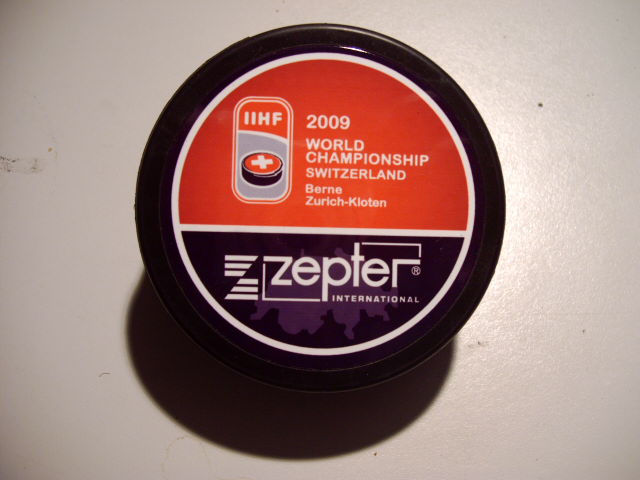 IIHF
2009
WORLD
CHAMPIONSHIP
SWITZERLAND
Berne
Zurich-Kloten
zepter®
INTERNATIONAL